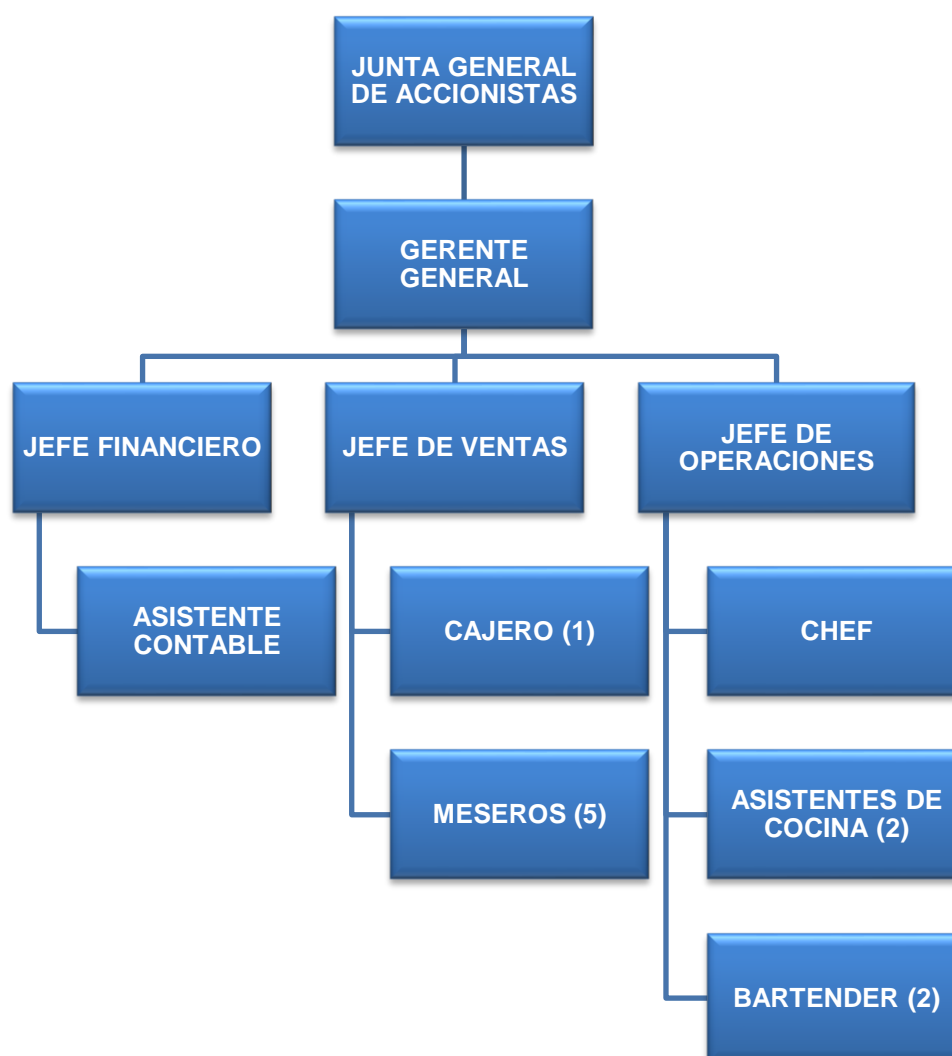 JUNTA GENERAL
DE ACCIONISTAS
GERENTE
GENERAL
JEFE FINANCIERO
JEFE DE VENTAS
JEFE DE
OPERACIONES
ASISTENTE
CONTABLE
CAJERO (1)
CHEF
MESEROS (5)
ASISTENTES DE
COCINA (2)
BARTENDER (2)